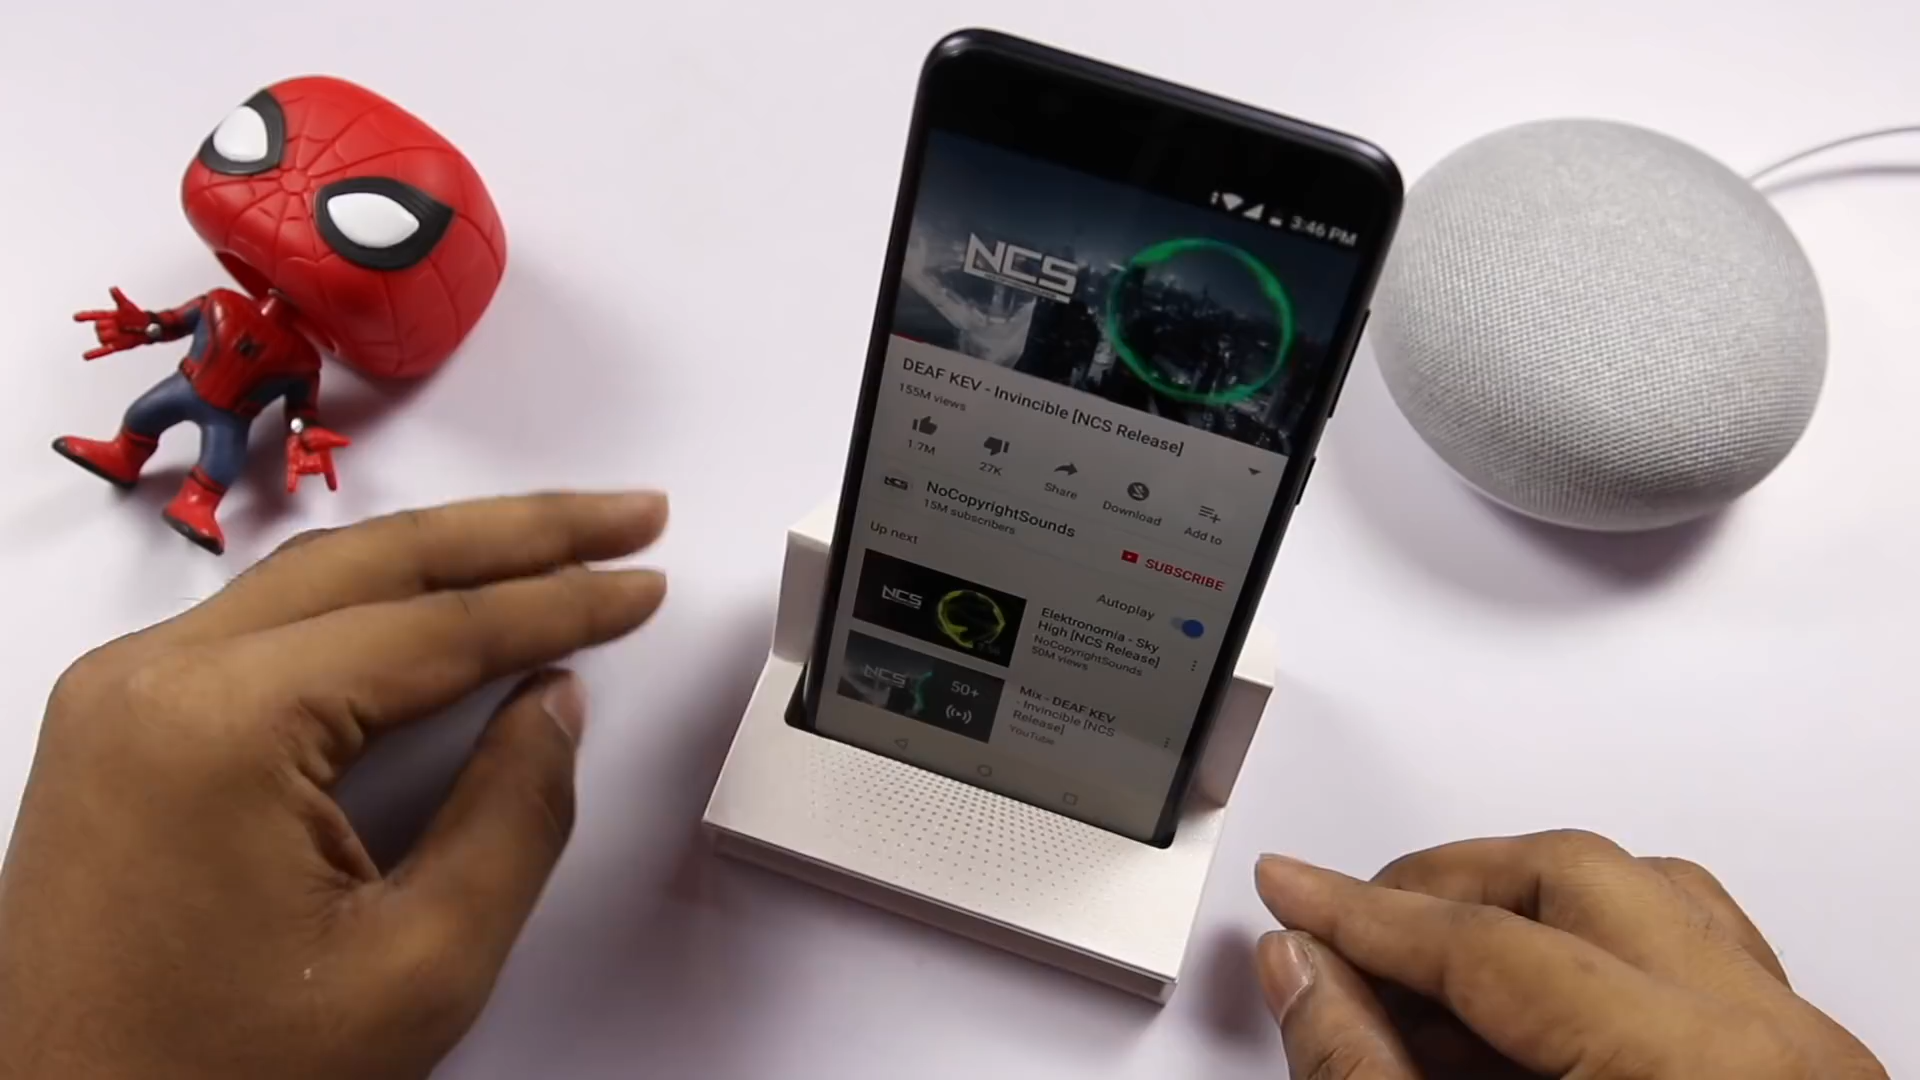 3:46 PM
NCS
DEAF KEV - Invincible [NCS Release]
155M views
1.7M
27K
Share
Download
Add to
NCS
NoCopyrightSounds
15M subscribers
SUBSCRIBE
Up next
Autoplay
NCS
Elektronomia - Sky
High [NCS Release]
NoCopyrightSounds
50M views
NCS
50+
Mix - DEAF KEV
- Invincible [NCS
Release]
YouTube